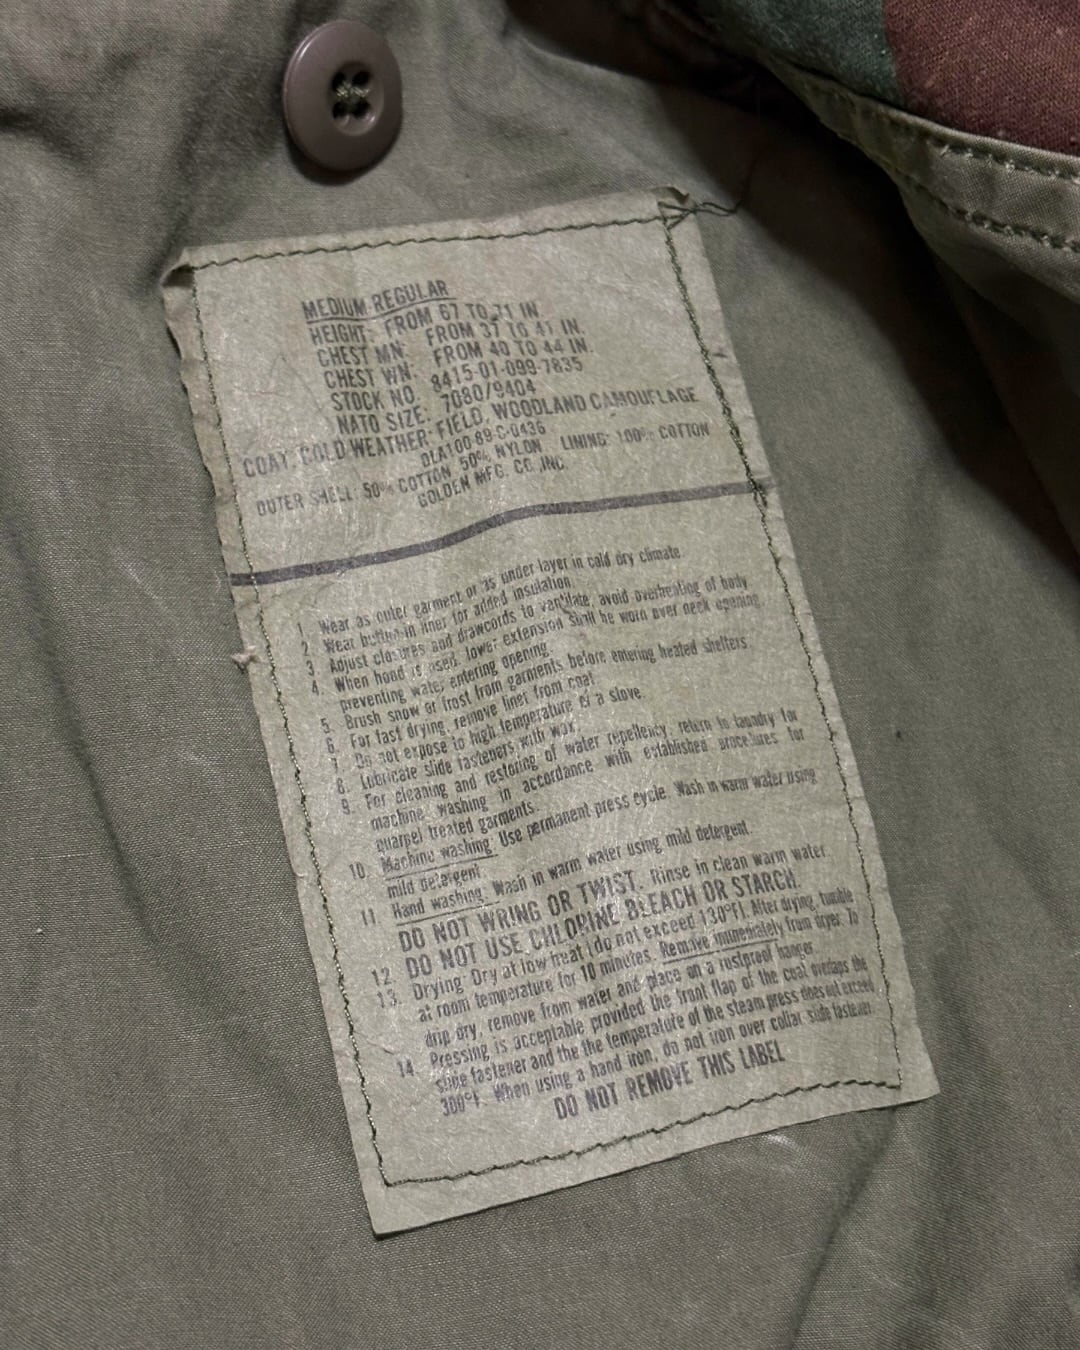 MEDIUM REGULAR
HEIGHT: FROM 67 TO 71 IN.
CHEST MN: FROM 37 TO 41 IN.
CHEST WN: FROM 40 TO 44 IN.
STOCK NO. 8415-01-099-7835
NATO SIZE: 7080/9404
COAT, COLD WEATHER: FIELD, WOODLAND CAMOUFLAGE
DLA100-89-C-0436
OUTER SHELL: 50% COTTON 50% NYLON LINING: 100% COTTON
GOLDEN MFG. CO., INC.
1. Wear as outer garment or as under layer in cold dry climate
2. Wear button-in liner for added insulation.
3. Adjust closures and drawcords to ventilate, avoid overheating of body
4. When hood is used, lower extension shall be worn over neck opening,
preventing water entering opening.
5. Brush snow or frost from garments before entering heated shelters
6. For fast drying, remove liner from coat
7. Do not expose to high temperature of a stove.
8. Lubricate slide fasteners with wax.
9. For cleaning and restoring of water repellency, return to laundry for
machine washing in accordance with established procedures for
quarpel treated garments.
10. Machine washing: Use permanent press cycle. Wash in warm water using
mild detergent.
11. Hand washing: Wash in warm water using mild detergent.
DO NOT WRING OR TWIST. Rinse in clean warm water.
12. DO NOT USE CHLORINE BLEACH OR STARCH.
13. Drying: Dry at low heat (do not exceed 130°F). After drying, tumble
at room temperature for 10 minutes. Remove immediately from dryer. To
drip dry, remove from water and place on a rustproof hanger
14. Pressing is acceptable provided the front flap of the coat overlaps the
slide fastener and the the temperature of the steam press does not exceed
300°F. When using a hand iron, do not iron over collar slide fastener.
DO NOT REMOVE THIS LABEL